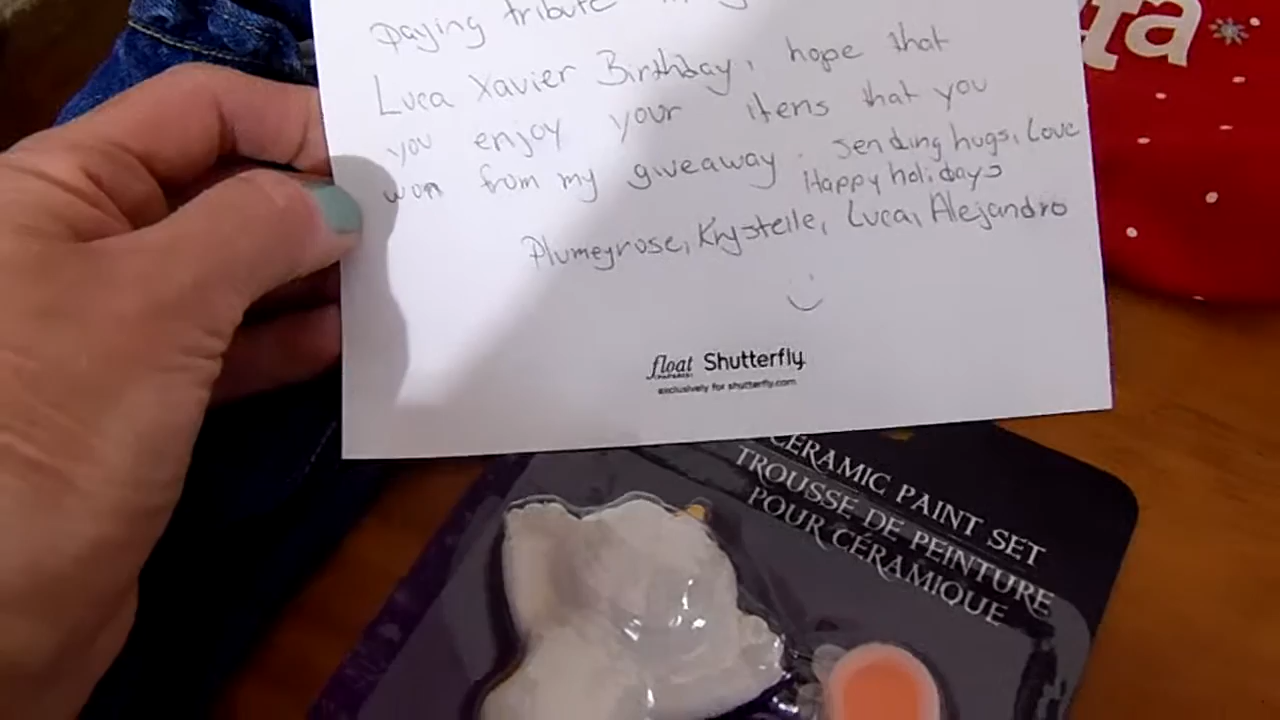 paying tribute
Luca Xavier Birthday, hope that
you enjoy your itens that you
won from my giveaway. Sending hugs, Love
Happy holidays
Plumeyrose, Krystelle, Luca, Alejandro
float Shutterfly
exclusively for shutterfly.com
CERAMIC PAINT SET
TROUSSE DE PEINTURE
POUR CÉRAMIQUE